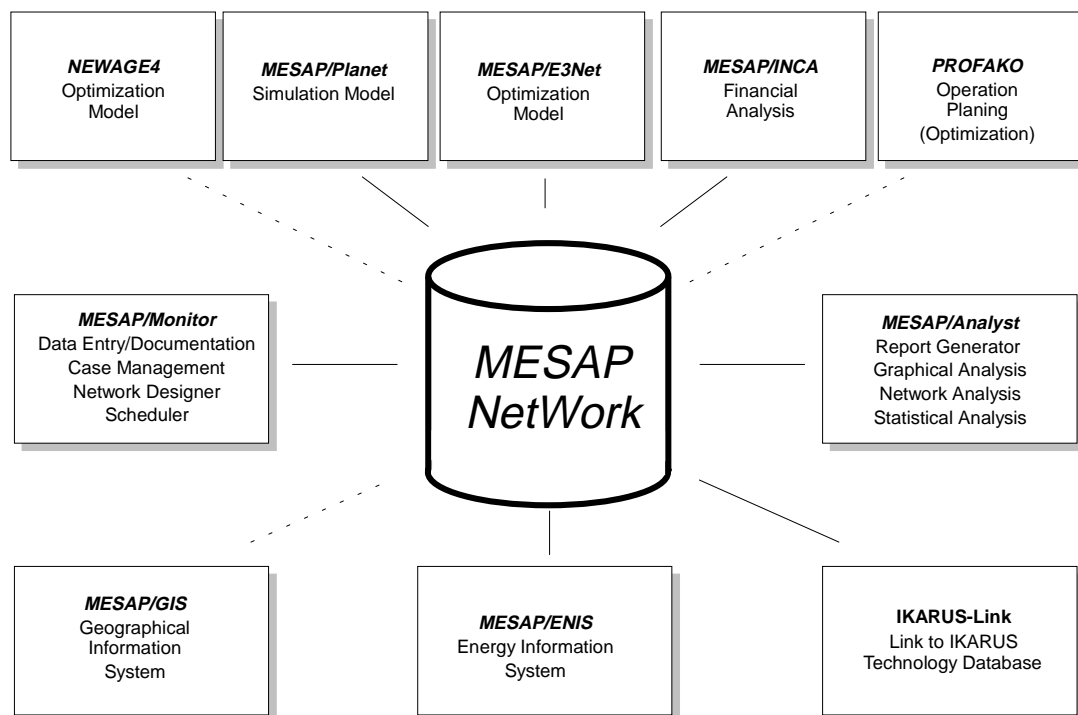 NEWAGE4
Optimization
Model
MESAP/Planet
Simulation Model
MESAP/E3Net
Optimization
Model
MESAP/INCA
Financial
Analysis
PROFAKO
Operation
Planing
(Optimization)
MESAP/Monitor
Data Entry/Documentation
Case Management
Network Designer
Scheduler
MESAP
NetWork
MESAP/Analyst
Report Generator
Graphical Analysis
Network Analysis
Statistical Analysis
MESAP/GIS
Geographical
Information
System
MESAP/ENIS
Energy Information
System
IKARUS-Link
Link to IKARUS
Technology Database